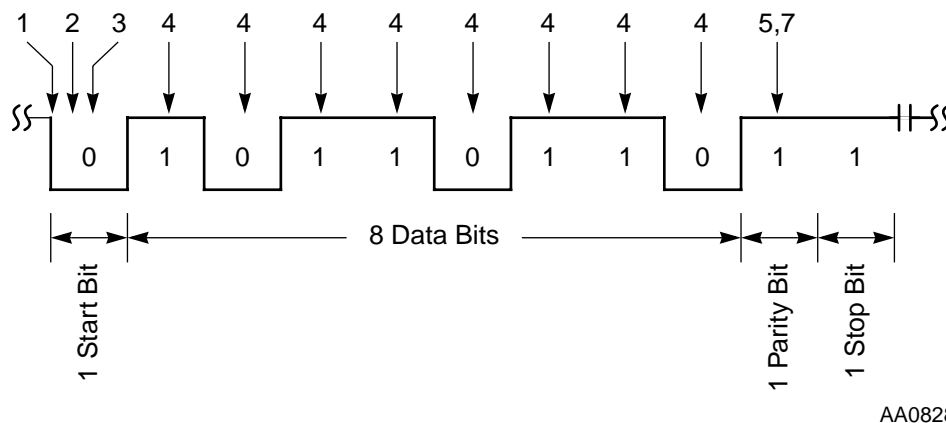 1 2 3 4 4 4 4 4 4 4 4 5,7
0 1 0 1 1 0 1 1 0 1 1
8 Data Bits
1 Start Bit
1 Parity Bit
1 Stop Bit
AA0828